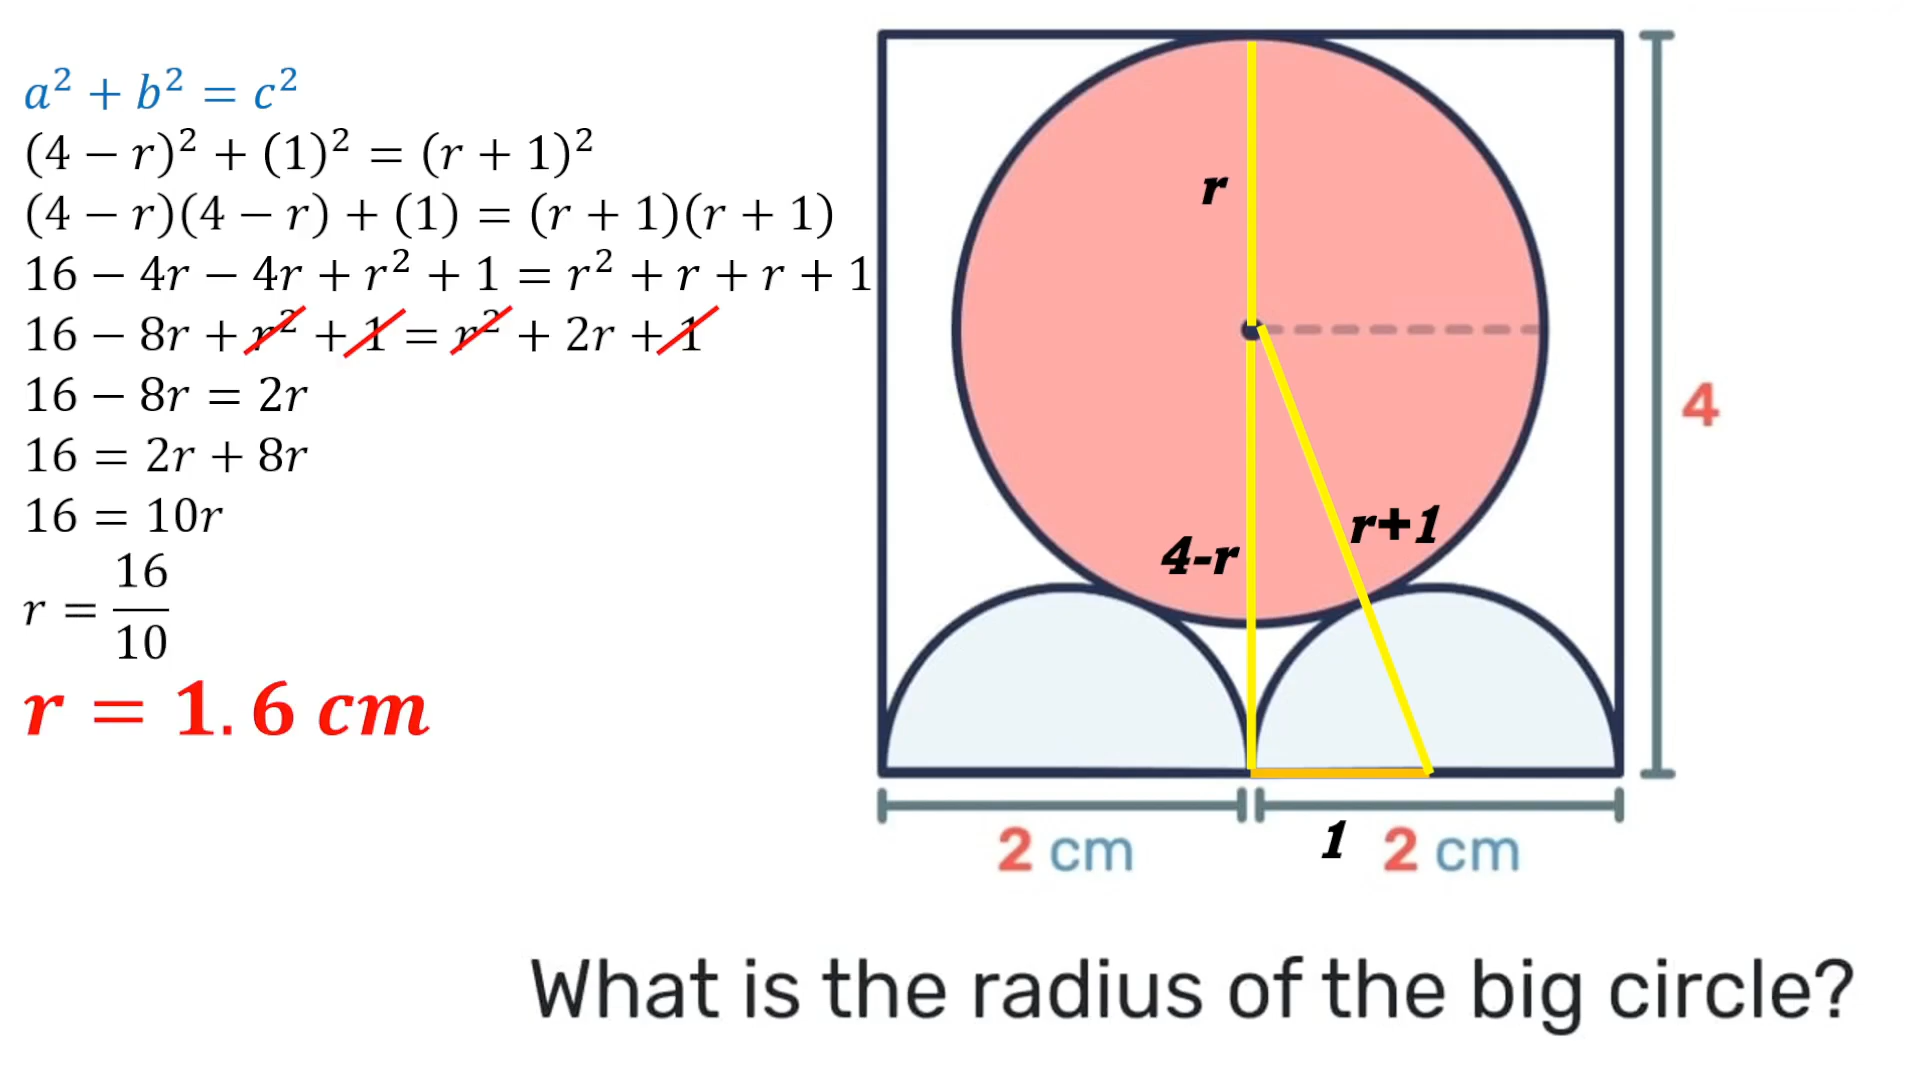 a² + b² = c²
(4 − r)² + (1)² = (r + 1)²
(4 − r)(4 − r) + (1) = (r + 1)(r + 1)
16 − 4r − 4r + r² + 1 = r² + r + r + 1
16 − 8r + r² + 1 = r² + 2r + 1
16 − 8r = 2r
16 = 2r + 8r
16 = 10r
r = 16/10
r = 1.6 cm
r
4
r+1
4-r
2 cm
1
2 cm
What is the radius of the big circle?